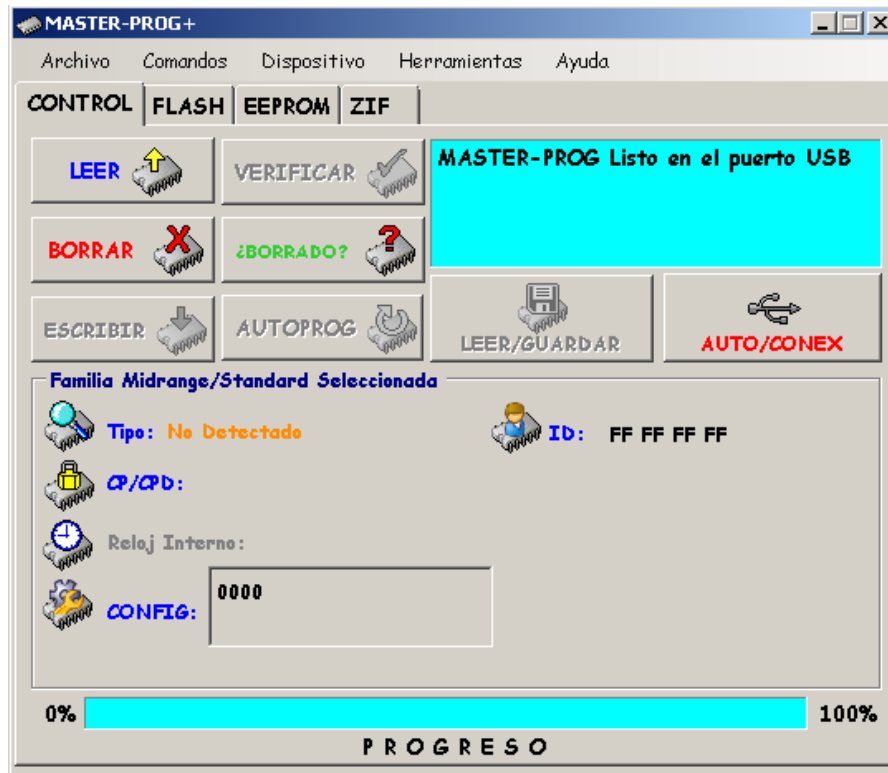 MASTER-PROG+
Archivo Comandos Dispositivo Herramientas Ayuda
CONTROL FLASH EEPROM ZIF
LEER VERIFICAR MASTER-PROG Listo en el puerto USB
BORRAR ¿BORRADO?
ESCRIBIR AUTOPROG LEER/GUARDAR AUTO/CONEX
Familia Midrange/Standard Seleccionada
Tipo: No Detectado ID: FF FF FF FF
CP/CPD:
Reloj Interno:
CONFIG: 0000
0% 100%
PROGRESO